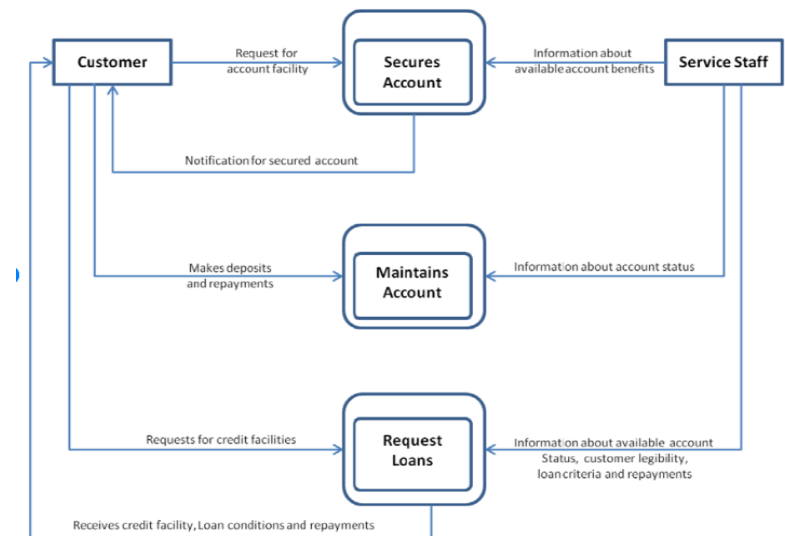 Customer
Request for
account facility
Secures
Account
Information about
available account benefits
Service Staff
Notification for secured account
Makes deposits
and repayments
Maintains
Account
Information about account status
Requests for credit facilities
Request
Loans
Information about available account
Status, customer legibility,
loan criteria and repayments
Receives credit facility, Loan conditions and repayments